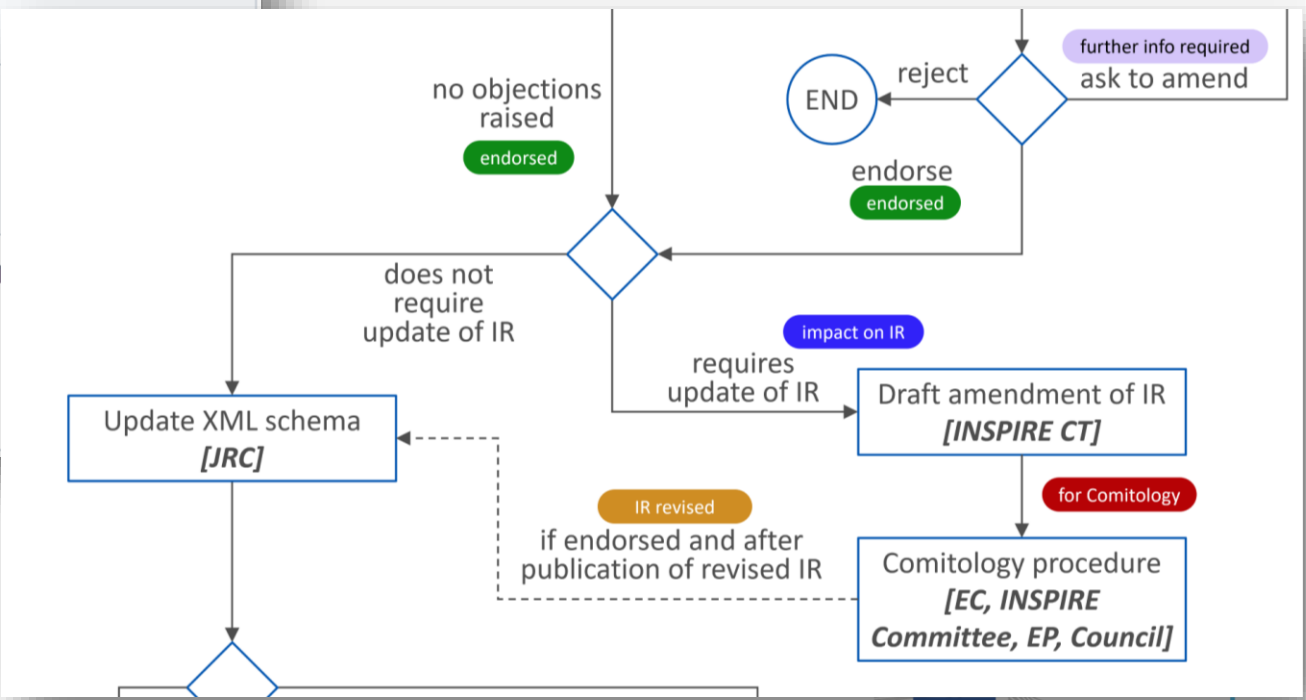 further info required
ask to amend
reject
END
no objections
raised
endorsed
endorse
endorsed
does not
require
update of IR
impact on IR
requires
update of IR
Draft amendment of IR
[INSPIRE CT]
Update XML schema
[JRC]
for Comitology
IR revised
if endorsed and after
publication of revised IR
Comitology procedure
[EC, INSPIRE
Committee, EP, Council]